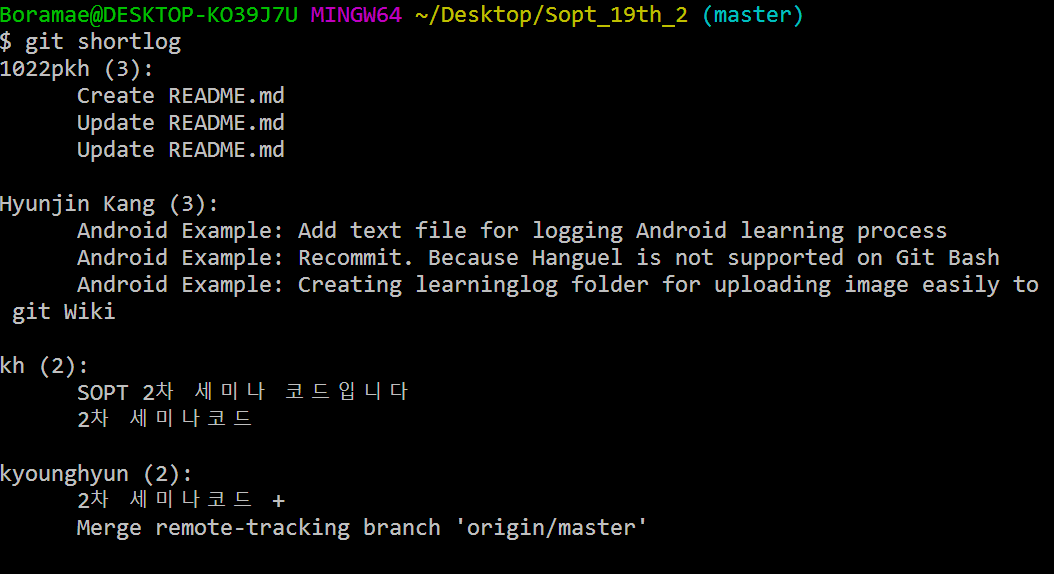 Boramae@DESKTOP-KO39J7U MINGW64 ~/Desktop/Sopt_19th_2 (master)
$ git shortlog
1022pkh (3):
      Create README.md
      Update README.md
      Update README.md

Hyunjin Kang (3):
      Android Example: Add text file for logging Android learning process
      Android Example: Recommit. Because Hanguel is not supported on Git Bash
      Android Example: Creating learninglog folder for uploading image easily to
 git Wiki

kh (2):
      SOPT 2차 세미나 코드입니다
      2차 세미나코드

kyounghyun (2):
      2차 세미나코드 +
      Merge remote-tracking branch 'origin/master'